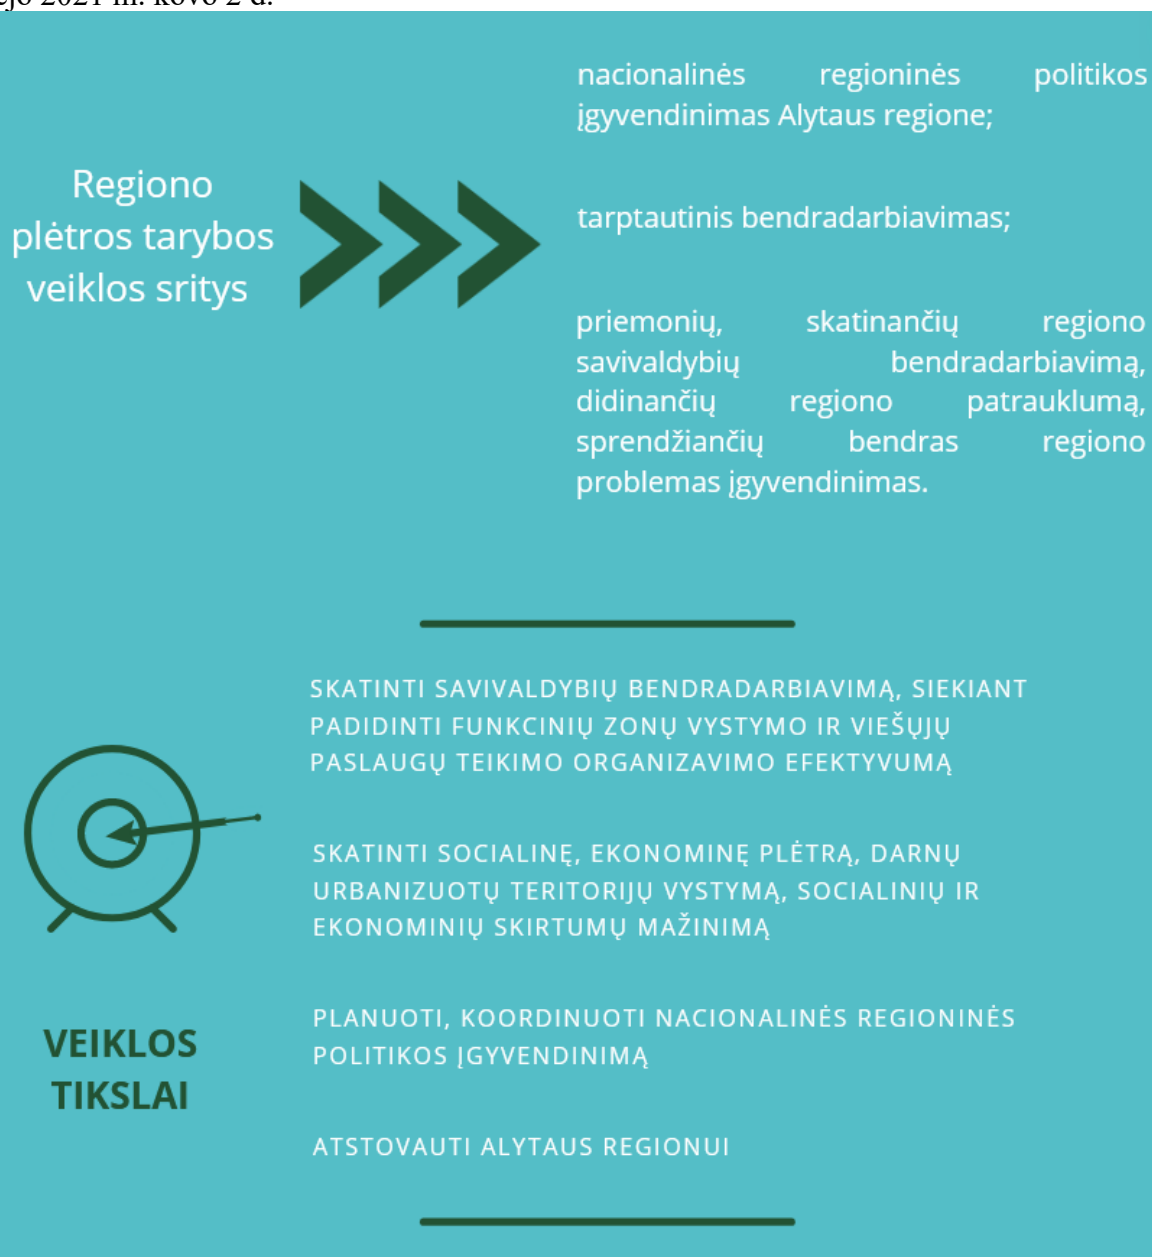 2021 m. kovo 2 d.
nacionalinės regioninės politikos
įgyvendinimas Alytaus regione;
Regiono
plėtros tarybos
veiklos sritys
tarptautinis bendradarbiavimas;
priemonių, skatinančių regiono
savivaldybių bendradarbiavimą,
didinančių regiono patrauklumą,
sprendžiančių bendras regiono
problemas įgyvendinimas.
SKATINTI SAVIVALDYBIŲ BENDRADARBIAVIMĄ, SIEKIANT
PADIDINTI FUNKCINIŲ ZONŲ VYSTYMO IR VIEŠŲJŲ
PASLAUGŲ TEIKIMO ORGANIZAVIMO EFEKTYVUMĄ
SKATINTI SOCIALINĘ, EKONOMINĘ PLĖTRĄ, DARNŲ
URBANIZUOTŲ TERITORIJŲ VYSTYMĄ, SOCIALINIŲ IR
EKONOMINIŲ SKIRTUMŲ MAŽINIMĄ
VEIKLOS
TIKSLAI
PLANUOTI, KOORDINUOTI NACIONALINĖS REGIONINĖS
POLITIKOS ĮGYVENDINIMĄ
ATSTOVAUTI ALYTAUS REGIONUI